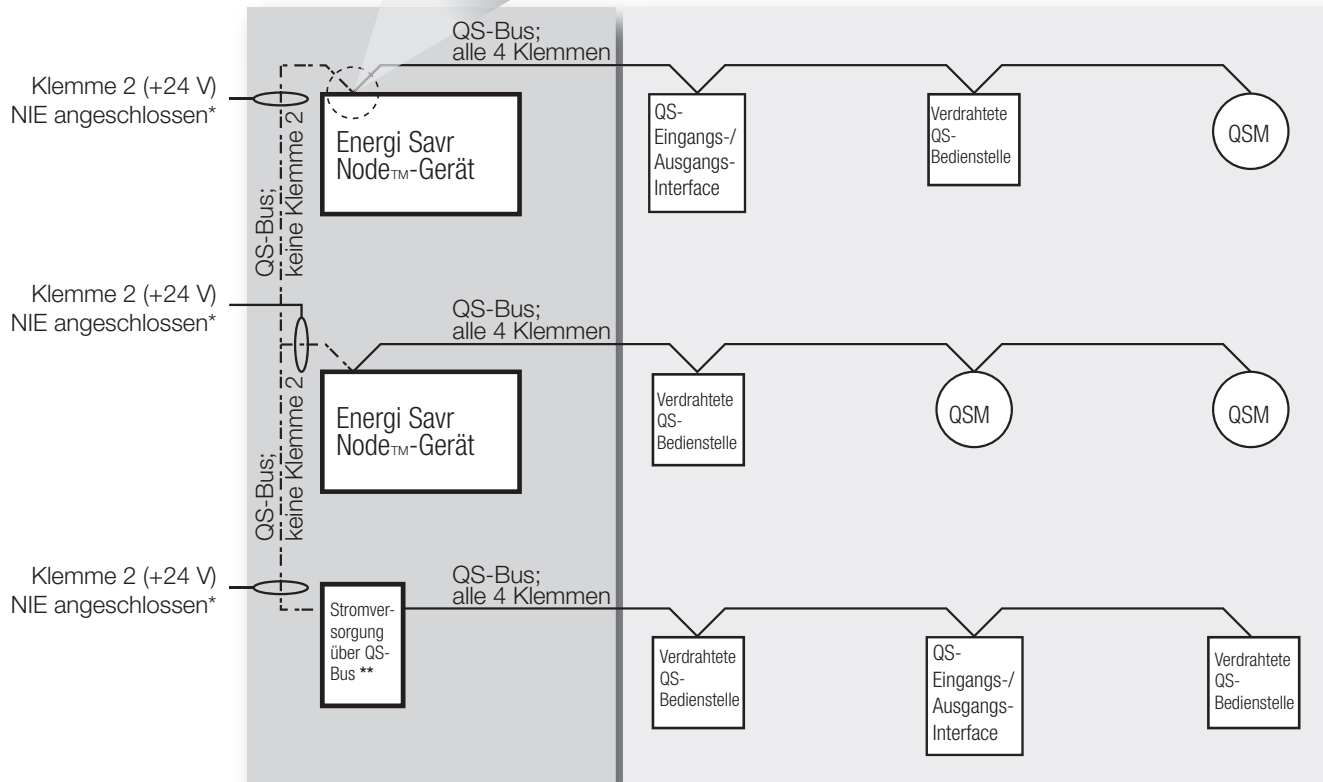 QS-Bus;
alle 4 Klemmen
Klemme 2 (+24 V)
NIE angeschlossen*
QS-Bus;
keine Klemme 2
Energi Savr
Node™-Gerät
QS-
Eingangs-/
Ausgangs-
Interface
Verdrahtete
QS-
Bedienstelle
QSM
Klemme 2 (+24 V)
NIE angeschlossen*
QS-Bus;
alle 4 Klemmen
QS-Bus;
keine Klemme 2
Energi Savr
Node™-Gerät
Verdrahtete
QS-
Bedienstelle
QSM
QSM
Klemme 2 (+24 V)
NIE angeschlossen*
QS-Bus;
alle 4 Klemmen
Stromver-
sorgung
über QS-
Bus **
Verdrahtete
QS-
Bedienstelle
QS-
Eingangs-/
Ausgangs-
Interface
Verdrahtete
QS-
Bedienstelle